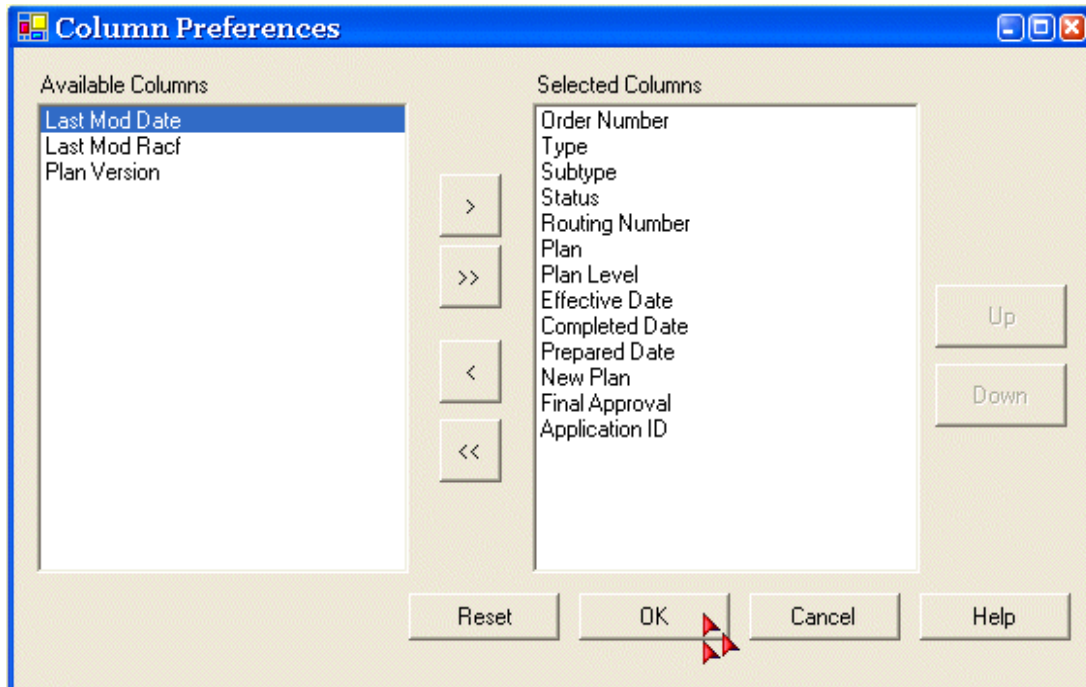 Column Preferences
Available Columns
Last Mod Date
Last Mod Racf
Plan Version
>
>>
<
<<
Selected Columns
Order Number
Type
Subtype
Status
Routing Number
Plan
Plan Level
Effective Date
Completed Date
Prepared Date
New Plan
Final Approval
Application ID
Up
Down
Reset
OK
Cancel
Help